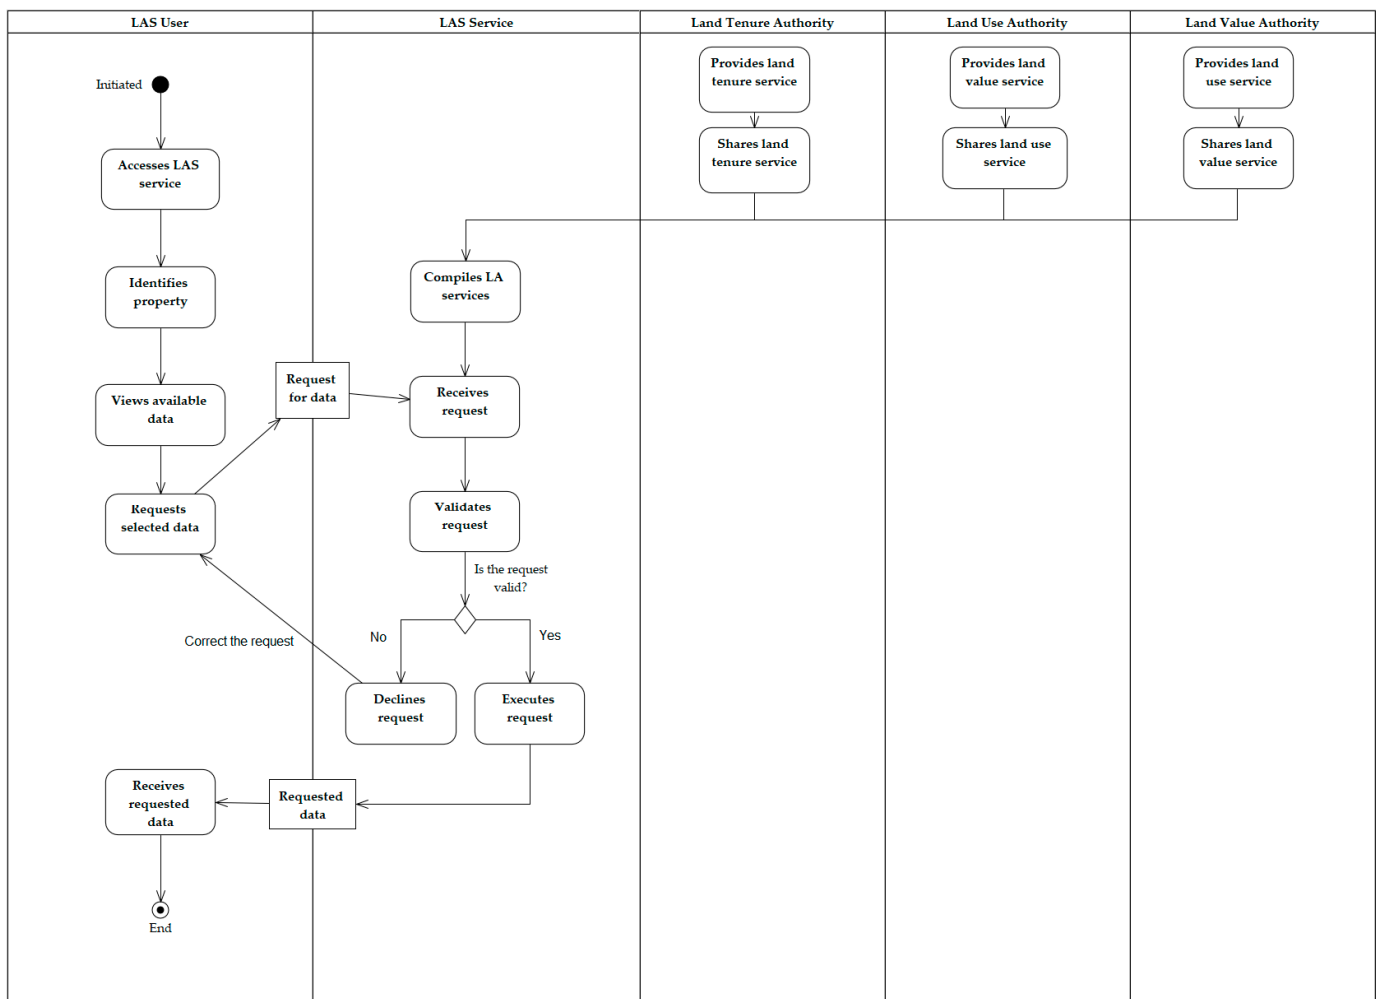 LAS User
LAS Service
Land Tenure Authority
Land Use Authority
Land Value Authority
Initiated
Accesses LAS
service
Identifies
property
Views available
data
Requests
selected data
Request
for data
Correct the request
Receives
requested
data
End
Compiles LA
services
Receives
request
Validates
request
Is the request
valid?
No
Yes
Declines
request
Executes
request
Requested
data
Provides land
tenure service
Shares land
tenure service
Provides land
value service
Shares land use
service
Provides land
use service
Shares land
value service